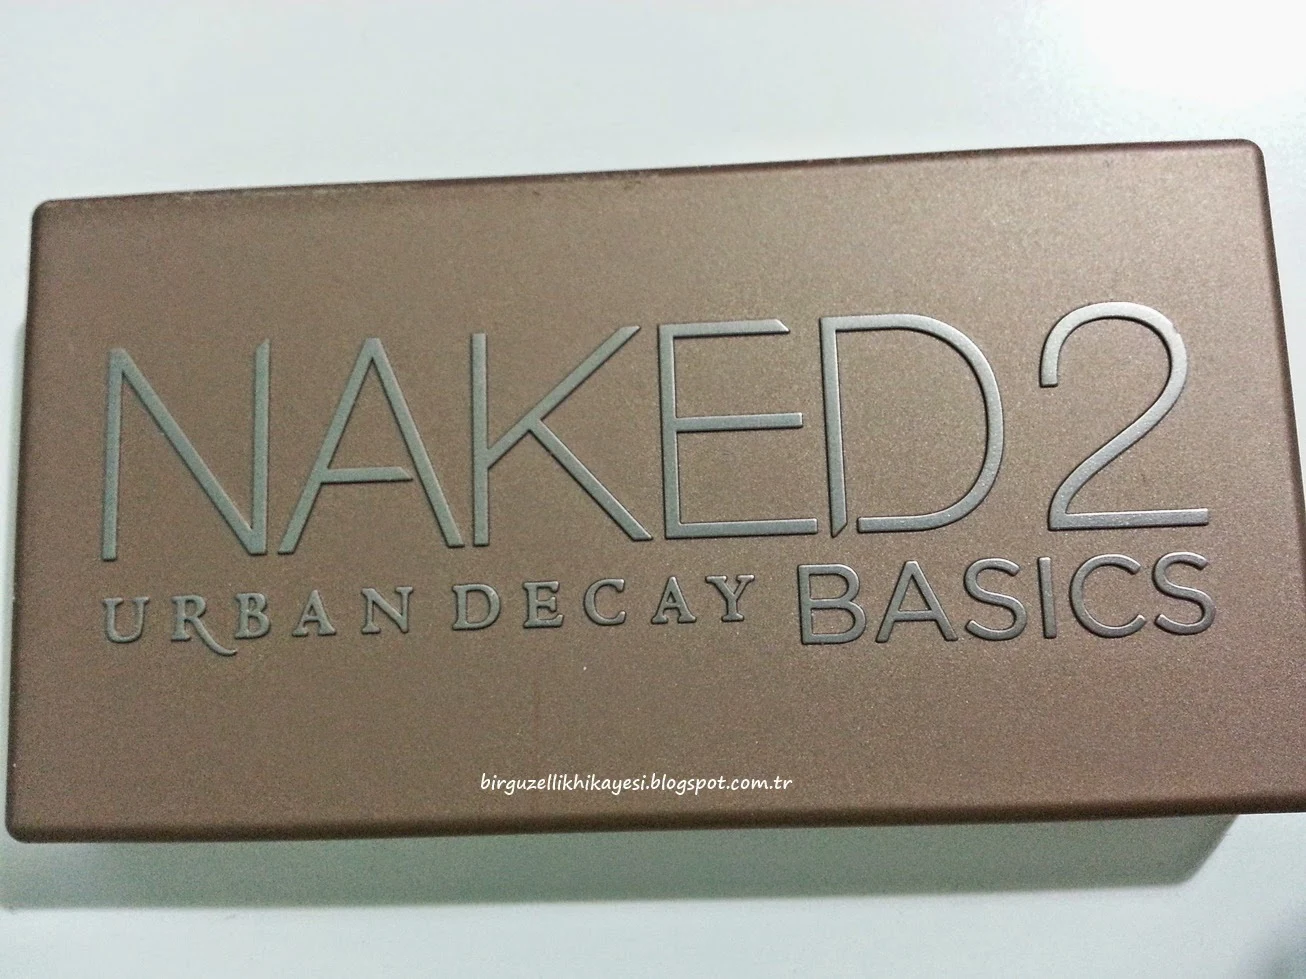 NAKED2
URBAN DECAY BASICS
birguzellikhikayesi.blogspot.com.tr